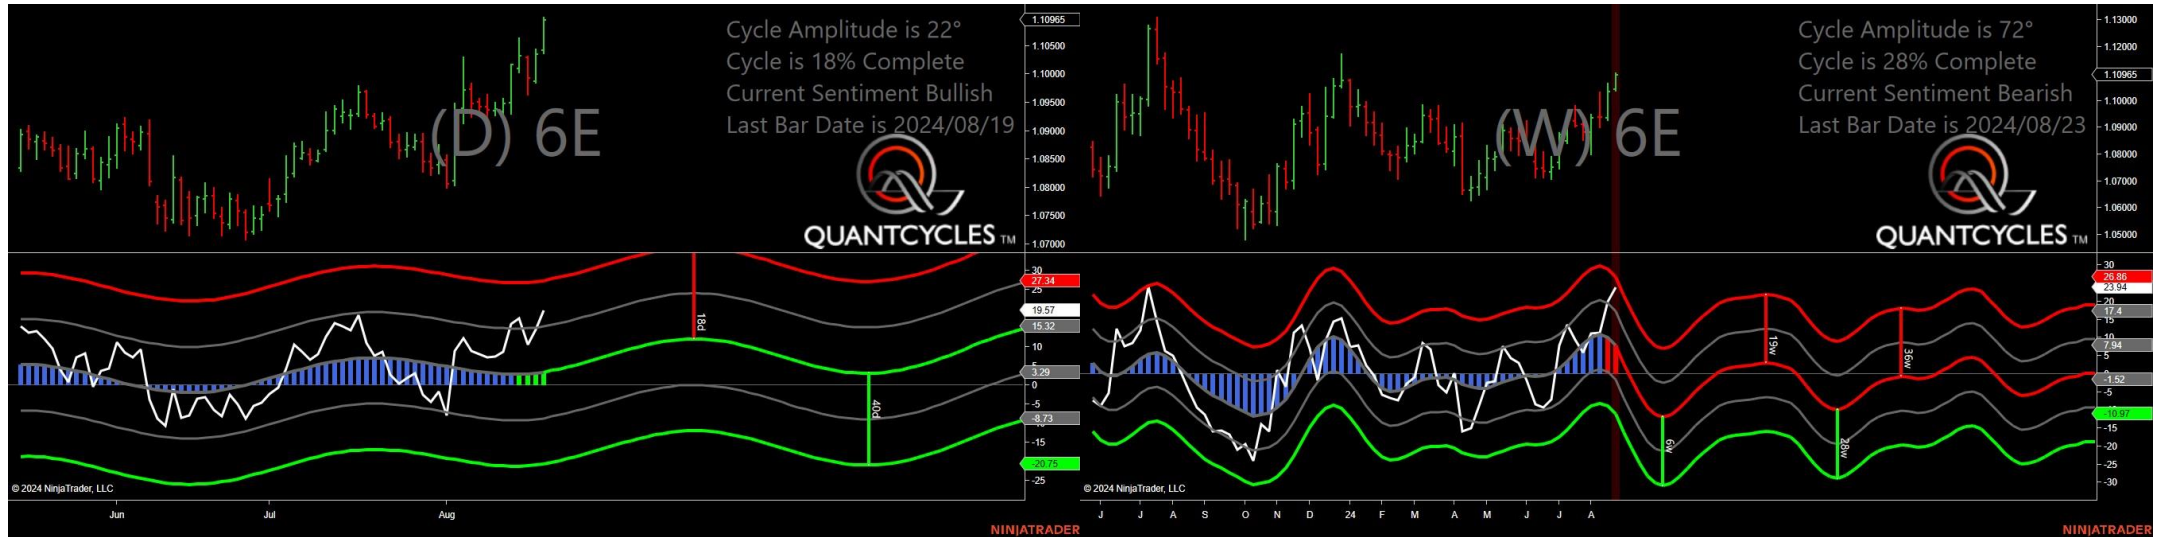 Cycle Amplitude is 22°
Cycle is 18% Complete
Current Sentiment Bullish
Last Bar Date is 2024/08/19
(D) 6E
QUANTCYCLES TM
1.10965
1.10500
1.10000
1.09500
1.09000
1.08500
1.08000
1.07500
1.07000
30
27.34
25
19.57
15.32
10
5
3.29
0
-5
-8.73
-15
-20.75
-25
18d
40d
© 2024 NinjaTrader, LLC
Jun Jul Aug
NINJATRADER
Cycle Amplitude is 72°
Cycle is 28% Complete
Current Sentiment Bearish
Last Bar Date is 2024/08/23
(W) 6E
QUANTCYCLES TM
1.13000
1.12000
1.10965
1.10000
1.09000
1.08000
1.07000
1.06000
1.05000
30
26.86
23.94
20
17.4
15
10
7.94
5
-1.52
-5
-10.97
-15
-20
-25
-30
6w
19w
28w
36w
© 2024 NinjaTrader, LLC
J J A S O N D 24 F M A M J J A
NINJATRADER